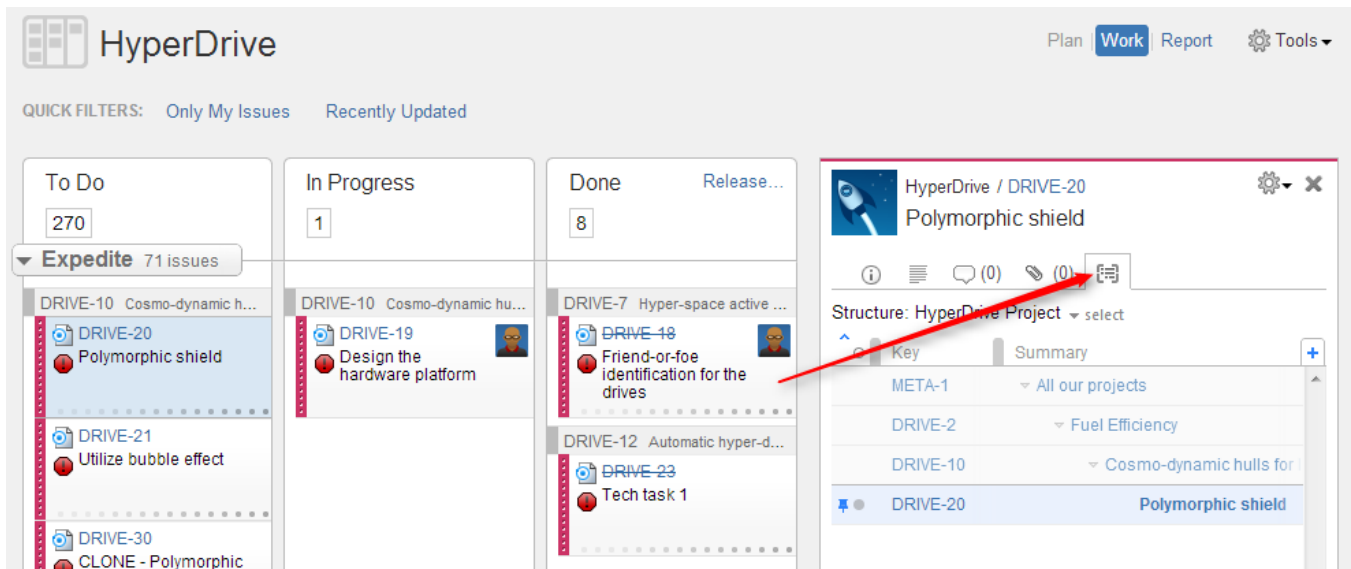 HyperDrive
Plan Work Report Tools
QUICK FILTERS: Only My Issues Recently Updated
To Do
270
In Progress
1
Done Release...
8
Expedite 71 issues
DRIVE-10 Cosmo-dynamic h...
DRIVE-20
Polymorphic shield
DRIVE-21
Utilize bubble effect
DRIVE-30
CLONE - Polymorphic
DRIVE-10 Cosmo-dynamic hu...
DRIVE-19
Design the
hardware platform
DRIVE-7 Hyper-space active ...
DRIVE-18
Friend-or-foe
identification for the
drives
DRIVE-12 Automatic hyper-d...
DRIVE-23
Tech task 1
HyperDrive / DRIVE-20
Polymorphic shield
(0) (0)
Structure: HyperDrive Project select
Key Summary +
META-1 All our projects
DRIVE-2 Fuel Efficiency
DRIVE-10 Cosmo-dynamic hulls for
DRIVE-20 Polymorphic shield